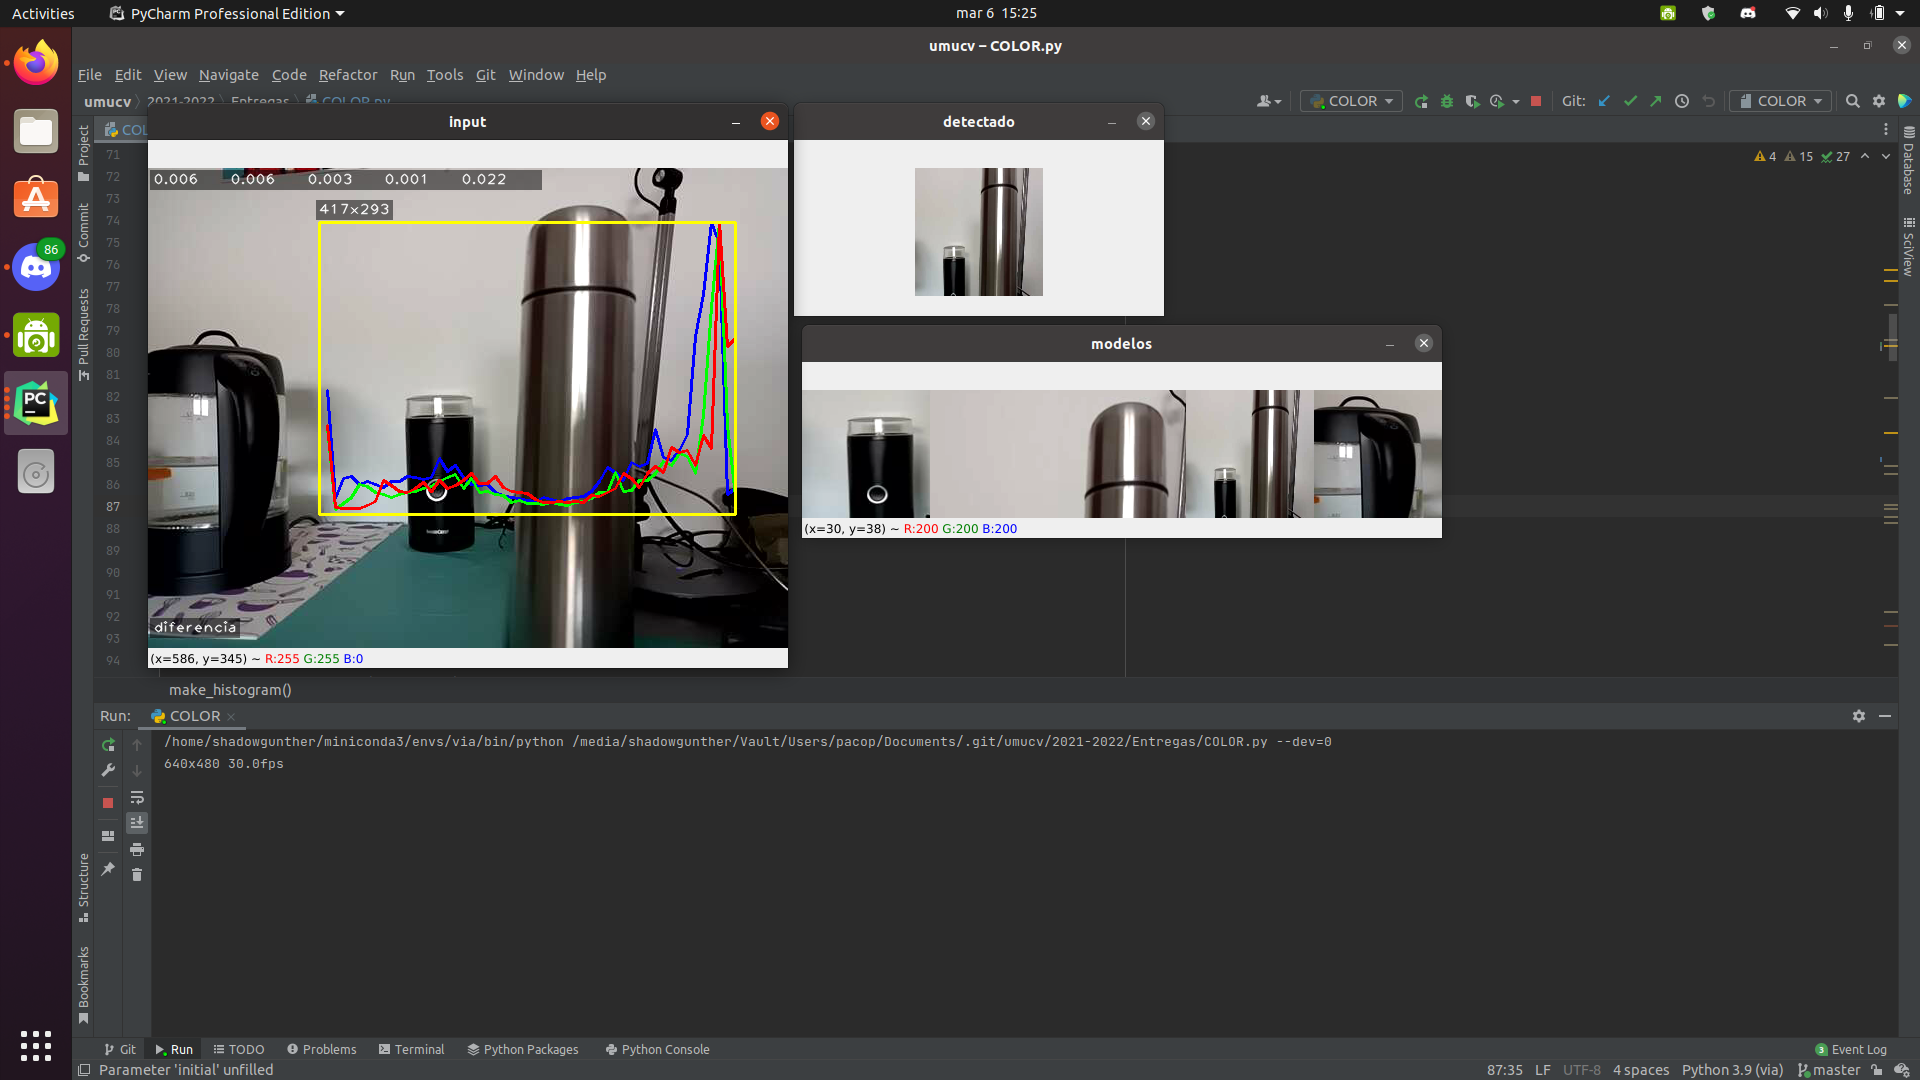 Activities
PyCharm Professional Edition
mar 6 15:25
umucv – COLOR.py
File Edit View Navigate Code Refactor Run Tools Git Window Help
umucv 2021-2022 Entregas COLOR.py
COLOR
Git:
COLOR
86
Project
Commit
Pull Requests
Structure
Bookmarks
COL
71
72
73
74
75
76
77
78
79
80
81
82
83
84
85
86
87
88
89
90
91
92
93
94
input
0.006 0.006 0.003 0.001 0.022
417×293
diferencia
(x=586, y=345) ~ R:255 G:255 B:0
detectado
modelos
(x=30, y=38) ~ R:200 G:200 B:200
4 15 27
Database
SciView
make_histogram()
Run: COLOR
/home/shadowgunther/miniconda3/envs/via/bin/python /media/shadowgunther/Vault/Users/pacop/Documents/.git/umucv/2021-2022/Entregas/COLOR.py --dev=0
640x480 30.0fps
Git Run TODO Problems Terminal Python Packages Python Console
3 Event Log
Parameter 'initial' unfilled
87:35 LF UTF-8 4 spaces Python 3.9 (via) master
PC